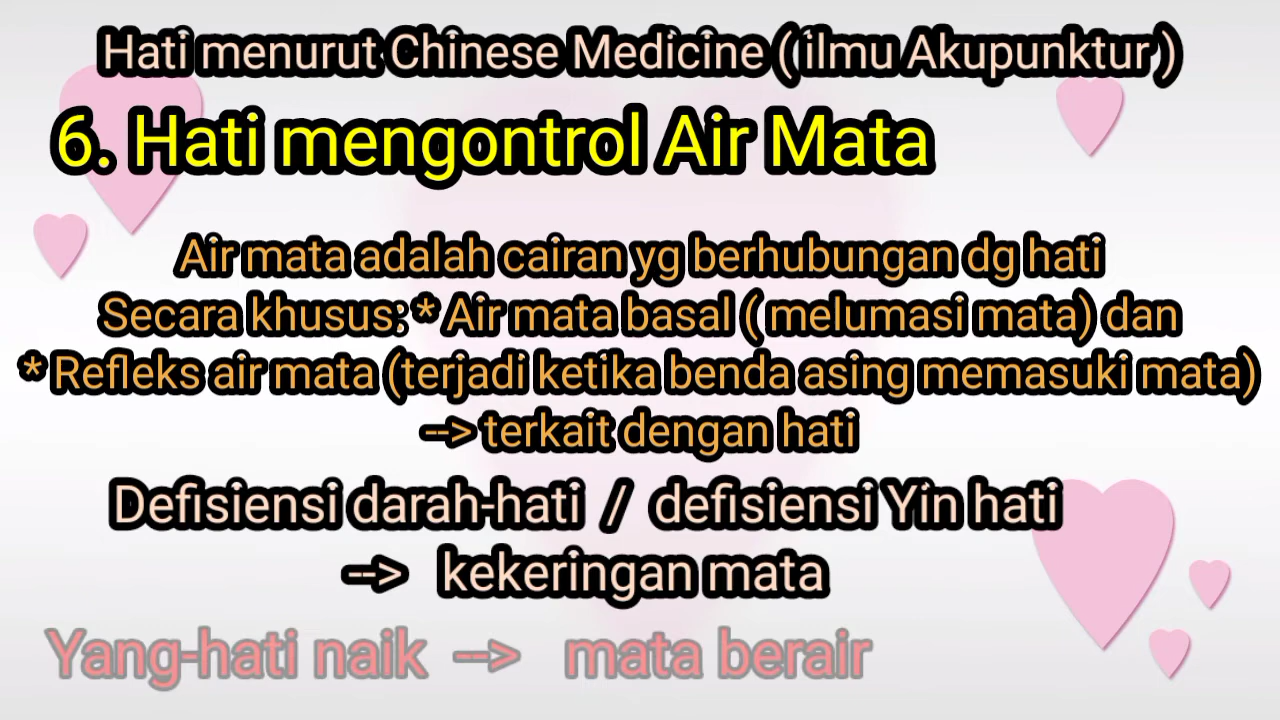 Hati menurut Chinese Medicine ( ilmu Akupunktur )
6. Hati mengontrol Air Mata
Air mata adalah cairan yg berhubungan dg hati
Secara khusus: * Air mata basal ( melumasi mata) dan
* Refleks air mata (terjadi ketika benda asing memasuki mata)
--> terkait dengan hati
Defisiensi darah-hati / defisiensi Yin hati
--> kekeringan mata
Yang-hati naik --> mata berair